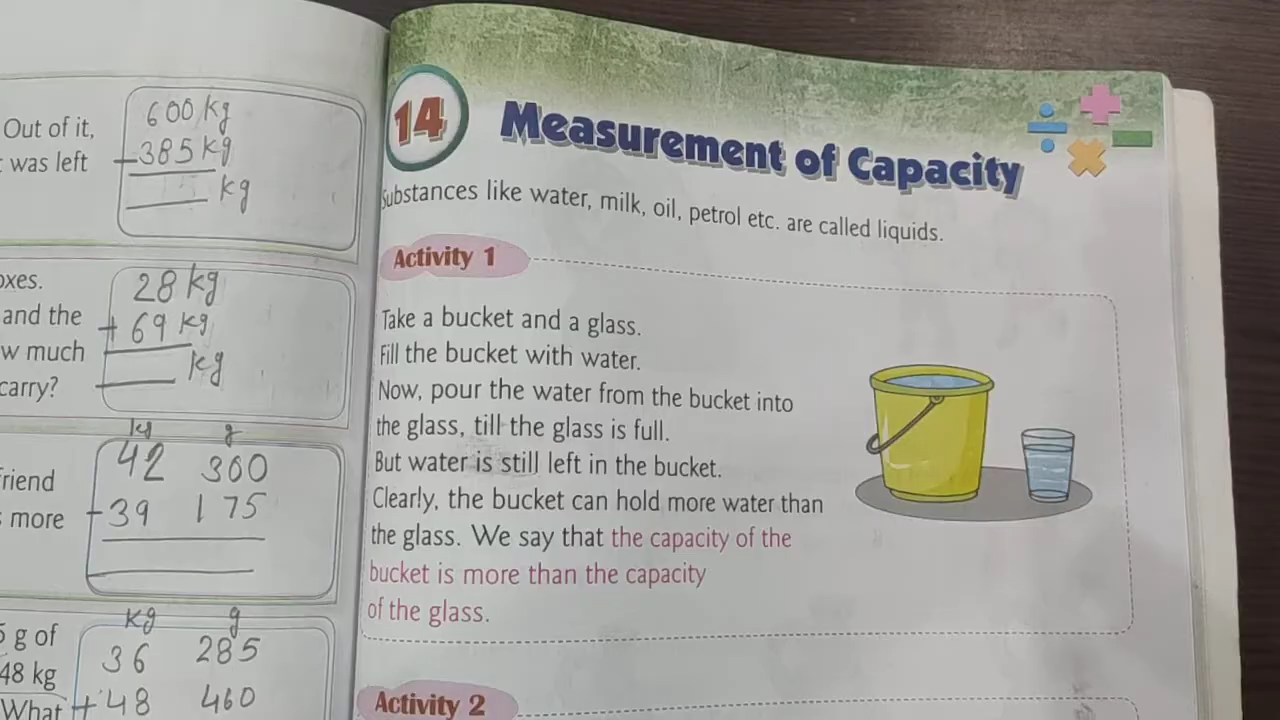 Out of it,
was left
600 kg
-385 kg
kg
oxes.
and the
w much
carry?
28 kg
+ 69 kg
kg
friend
more
kg g
42 300
-39 175
5 g of
48 kg
What
kg g
36 285
+ 48 460
14 Measurement of Capacity
Substances like water, milk, oil, petrol etc. are called liquids.
Activity 1
Take a bucket and a glass.
Fill the bucket with water.
Now, pour the water from the bucket into
the glass, till the glass is full.
But water is still left in the bucket.
Clearly, the bucket can hold more water than
the glass. We say that the capacity of the
bucket is more than the capacity
of the glass.
Activity 2